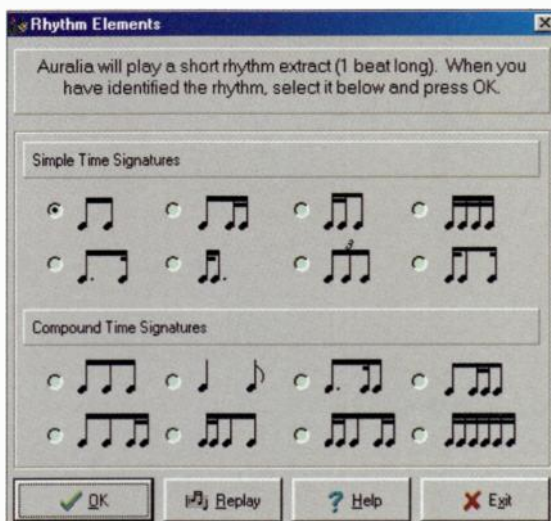 Rhythm Elements
Auralia will play a short rhythm extract (1 beat long). When you
have identified the rhythm, select it below and press OK.
Simple Time Signatures
3
Compound Time Signatures
OK Replay Help Exit